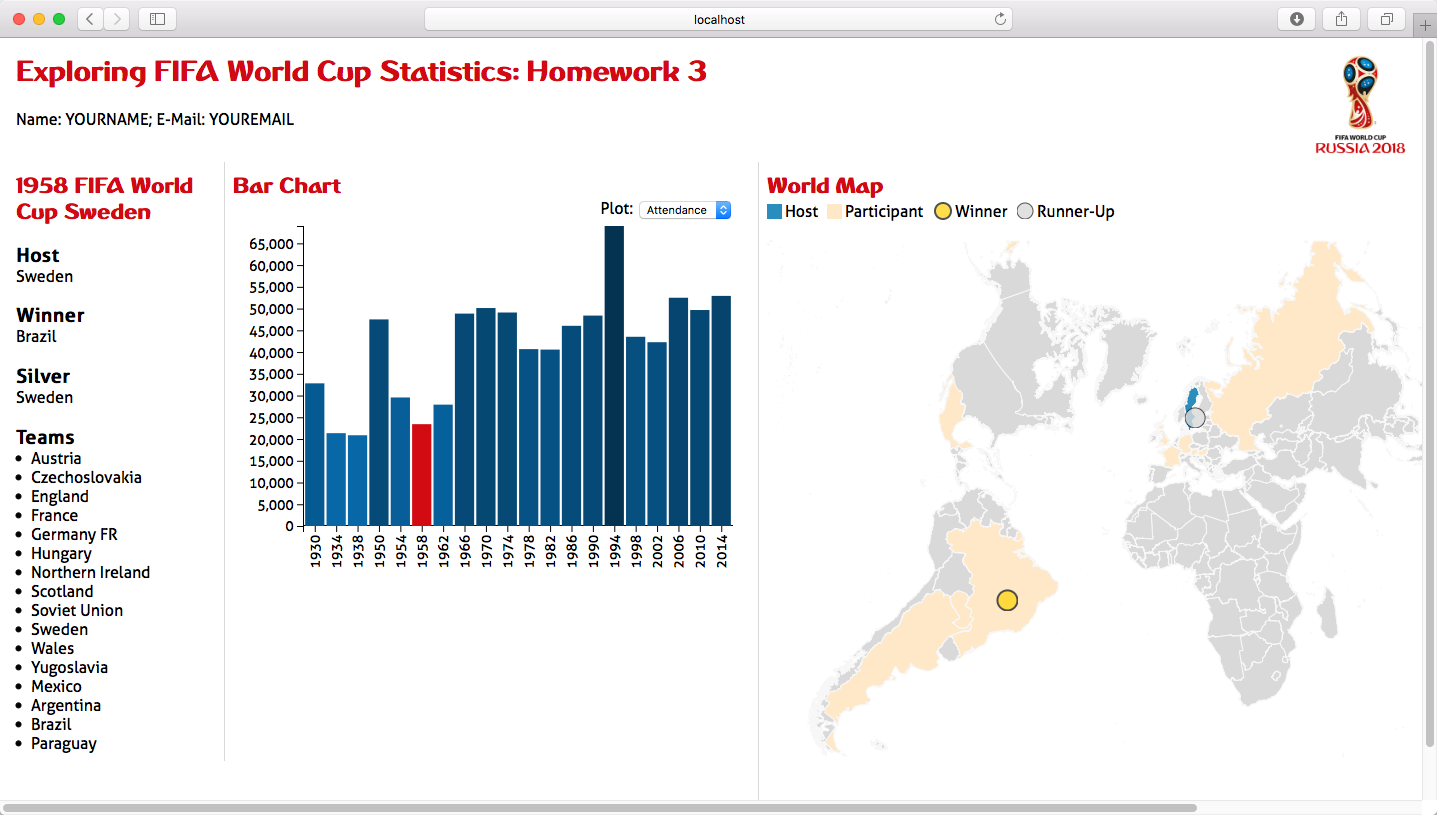 localhost
Exploring FIFA World Cup Statistics: Homework 3
Name: YOURNAME; E-Mail: YOUREMAIL
FIFA WORLD CUP
RUSSIA 2018
1958 FIFA World
Cup Sweden
Host
Sweden
Winner
Brazil
Silver
Sweden
Teams
Austria
Czechoslovakia
England
France
Germany FR
Hungary
Northern Ireland
Scotland
Soviet Union
Sweden
Wales
Yugoslavia
Mexico
Argentina
Brazil
Paraguay
Bar Chart
Plot: Attendance
65,000
60,000
55,000
50,000
45,000
40,000
35,000
30,000
25,000
20,000
15,000
10,000
5,000
0
1930 1934 1938 1950 1954 1958 1962 1966 1970 1974 1978 1982 1986 1990 1994 1998 2002 2006 2010 2014
World Map
Host Participant Winner Runner-Up